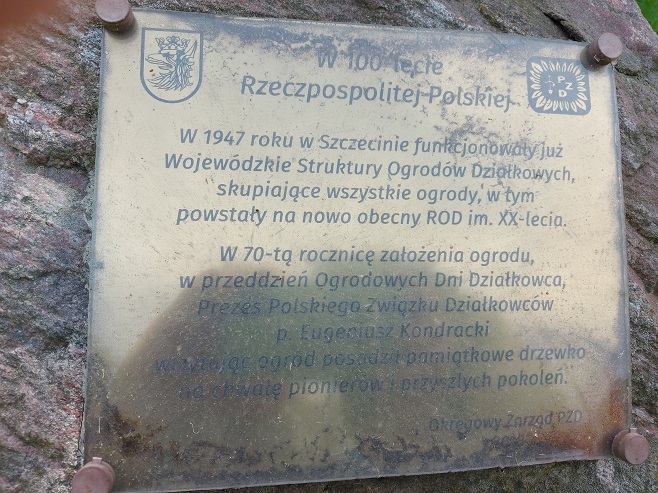 W 100-lecie
Rzeczpospolitej Polskiej
PZD
W 1947 roku w Szczecinie funkcjonowały już
Wojewódzkie Struktury Ogrodów Działkowych,
skupiające wszystkie ogrody, w tym
powstały na nowo obecny ROD im. XX-lecia.
W 70-tą rocznicę założenia ogrodu,
w przeddzień Ogrodowych Dni Działkowca,
Prezes Polskiego Związku Działkowców
p. Eugeniusz Kondracki
wizytując ogród posadził pamiątkowe drzewko
na chwałę pionierów i przyszłych pokoleń.
Okręgowy Zarząd PZD